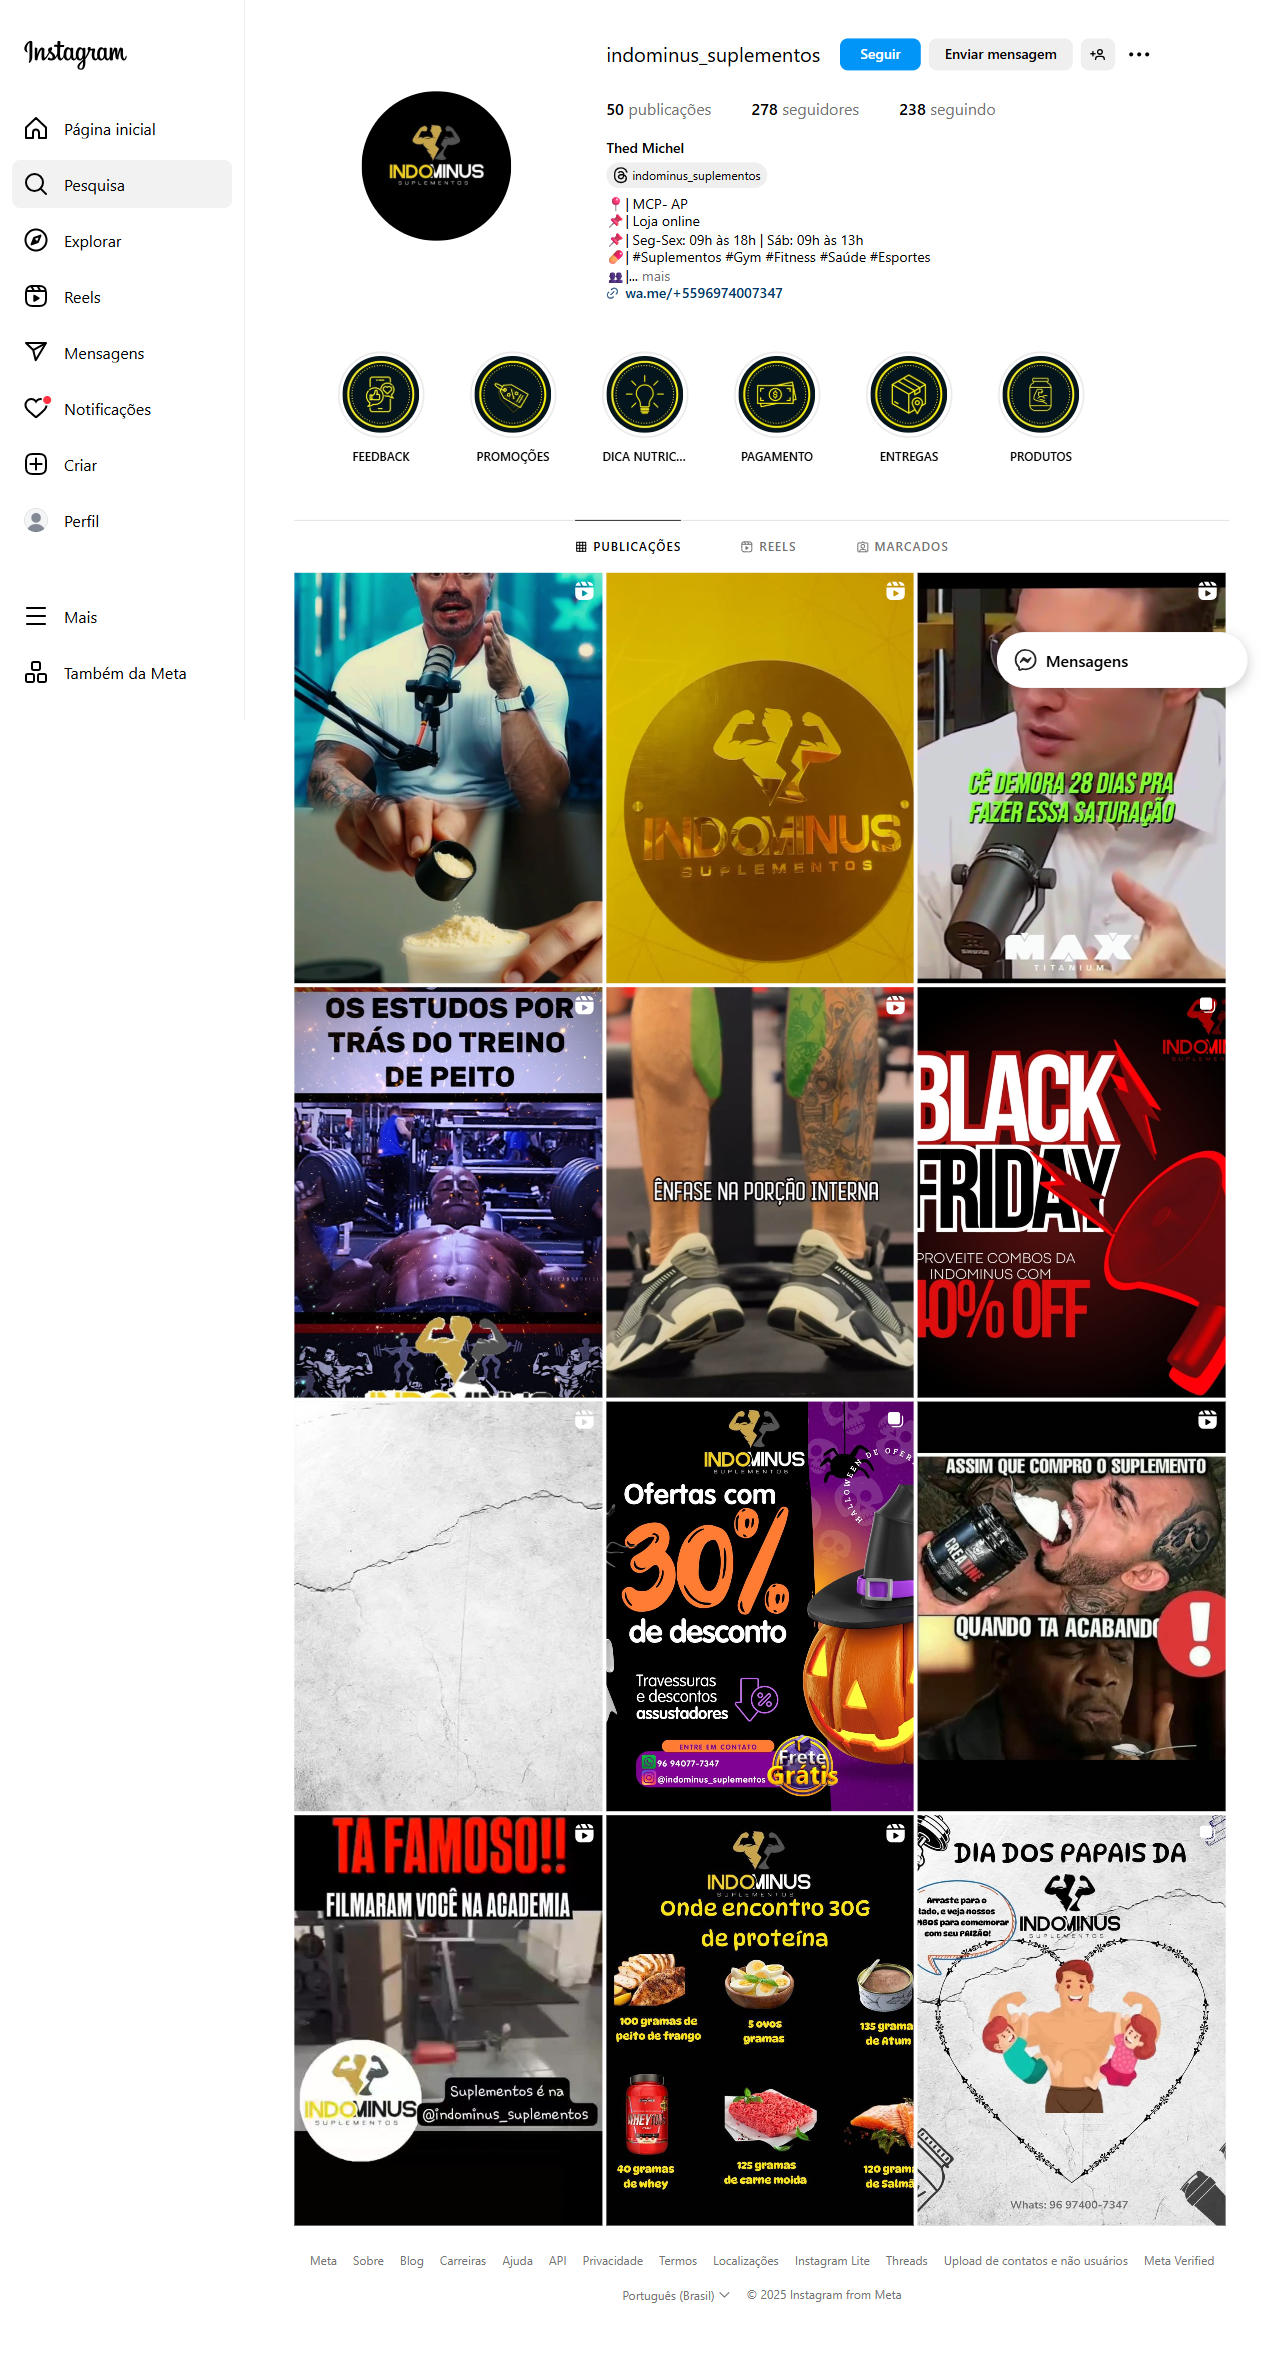 Instagram
Página inicial
Pesquisa
Explorar
Reels
Mensagens
Notificações
Criar
Perfil
Mais
Também da Meta
indominus_suplementos
Seguir
Enviar mensagem
50 publicações 278 seguidores 238 seguindo
Thed Michel
indominus_suplementos
| MCP- AP
| Loja online
| Seg-Sex: 09h às 18h | Sáb: 09h às 13h
| #Suplementos #Gym #Fitness #Saúde #Esportes
|... mais
wa.me/+5596974007347
INDOMINUS
SUPLEMENTOS
FEEDBACK
PROMOÇÕES
DICA NUTRIC...
PAGAMENTO
ENTREGAS
PRODUTOS
PUBLICAÇÕES
REELS
MARCADOS
INDOMINUS
SUPLEMENTOS
CÊ DEMORA 28 DIAS PRA
FAZER ESSA SATURAÇÃO
MAX
TITANIUM
Mensagens
OS ESTUDOS POR
TRÁS DO TREINO
DE PEITO
ÊNFASE NA PORÇÃO INTERNA
BLACK
FRIDAY
PROVEITE COMBOS DA
INDOMINUS COM
40% OFF
INDOMINUS
SUPLEMENTOS
HALLOWEEN DE OFER
Ofertas com
30%
de desconto
Travessuras
e descontos
assustadores
ENTRE EM CONTATO
96 94077-7347
@indominus_suplementos
Frete
Grátis
ASSIM QUE COMPRO O SUPLEMENTO
CREATINE
QUANDO TA ACABANDO
TA FAMOSO!!
FILMARAM VOCÊ NA ACADEMIA
INDOMINUS
SUPLEMENTOS
Suplementos é na
@indominus_suplementos
INDOMINUS
SUPLEMENTOS
Onde encontro 30G
de proteína
100 gramas de
peito de frango
5 ovos
gramas
135 grama
de Atum
WHEY
40 gramas
de whey
125 gramas
de carne moida
120 gram
de Salmã
DIA DOS PAPAIS DA
INDOMINUS
SUPLEMENTOS
Arraste para o
lado, e veja nossos
MBOS para comemorar
com seu PAIZÃO!
Whats: 96 97400-7347
Meta Sobre Blog Carreiras Ajuda API Privacidade Termos Localizações Instagram Lite Threads Upload de contatos e não usuários Meta Verified
Português (Brasil) © 2025 Instagram from Meta